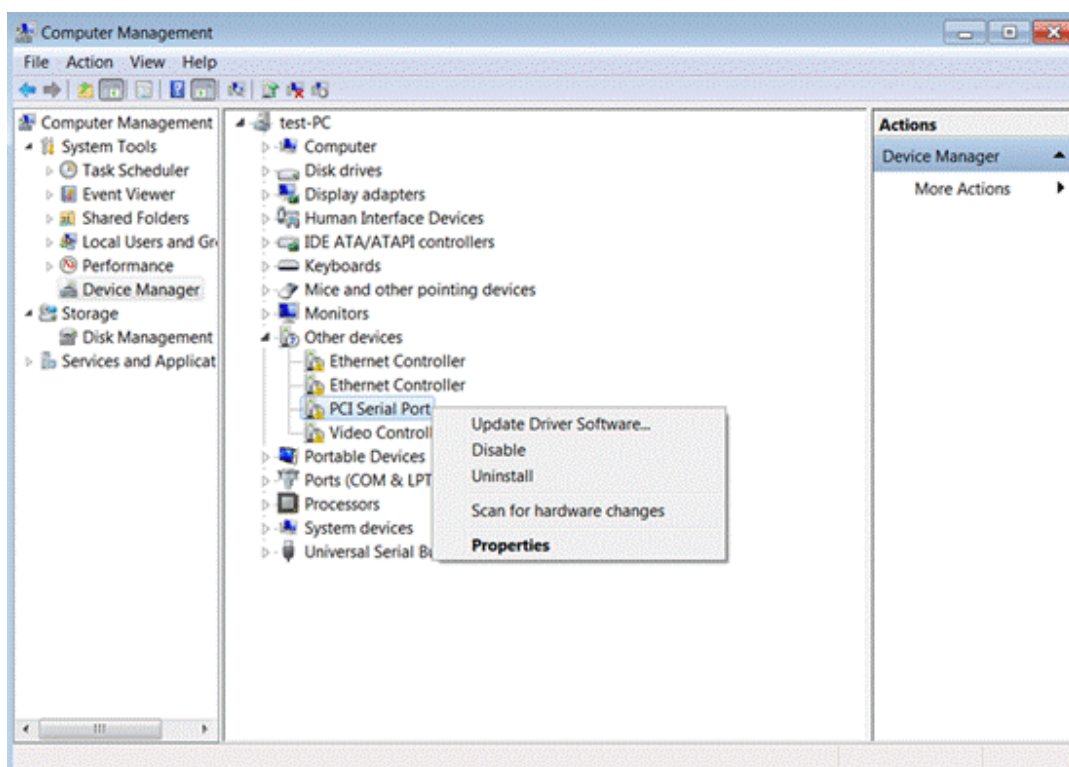 Computer Management
File Action View Help
Computer Management
System Tools
Task Scheduler
Event Viewer
Shared Folders
Local Users and Gr
Performance
Device Manager
Storage
Disk Management
Services and Applicat
test-PC
Computer
Disk drives
Display adapters
Human Interface Devices
IDE ATA/ATAPI controllers
Keyboards
Mice and other pointing devices
Monitors
Other devices
Ethernet Controller
Ethernet Controller
PCI Serial Port
Video Controll
Portable Devices
Ports (COM & LPT
Processors
System devices
Universal Serial Bu
Update Driver Software...
Disable
Uninstall
Scan for hardware changes
Properties
Actions
Device Manager
More Actions